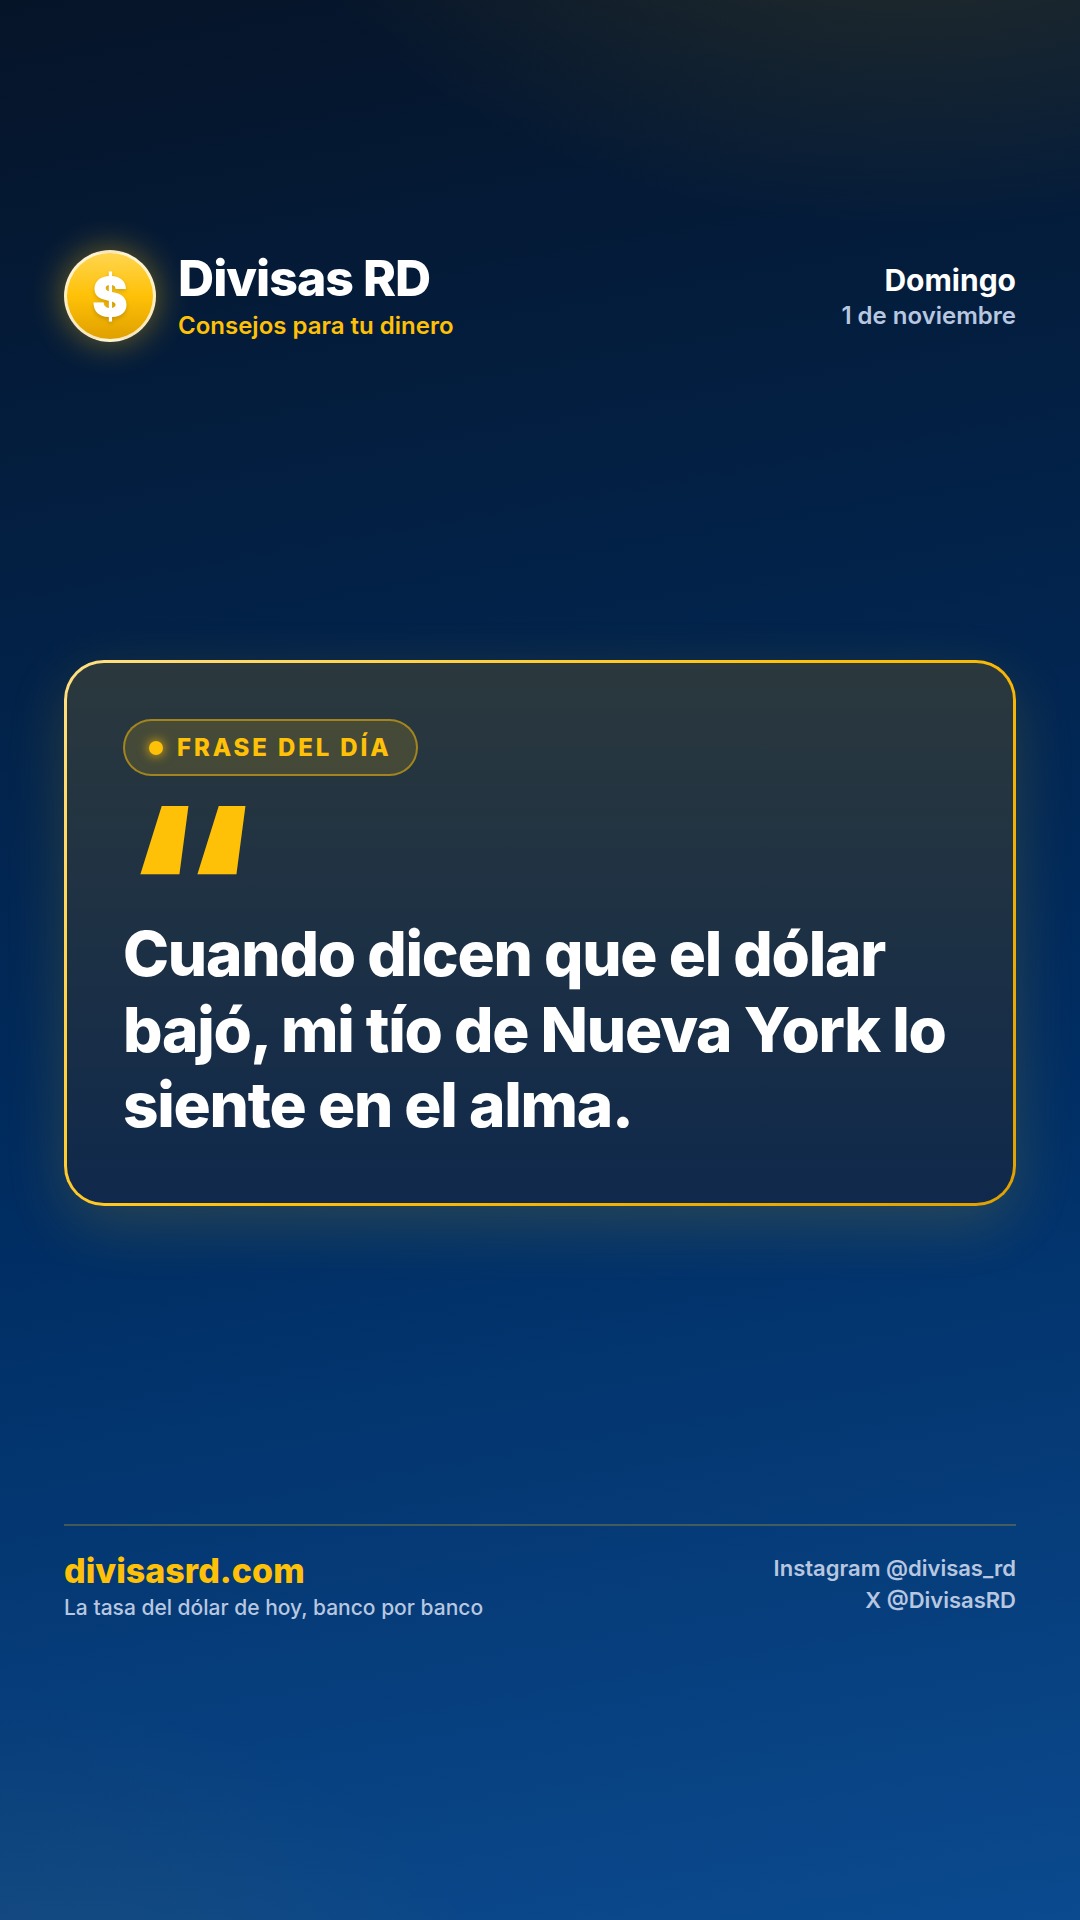 $
Divisas RD
Consejos para tu dinero
Domingo
1 de noviembre
FRASE DEL DÍA
"
Cuando dicen que el dólar
bajó, mi tío de Nueva York lo
siente en el alma.
divisasrd.com
La tasa del dólar de hoy, banco por banco
Instagram @divisas_rd
X @DivisasRD